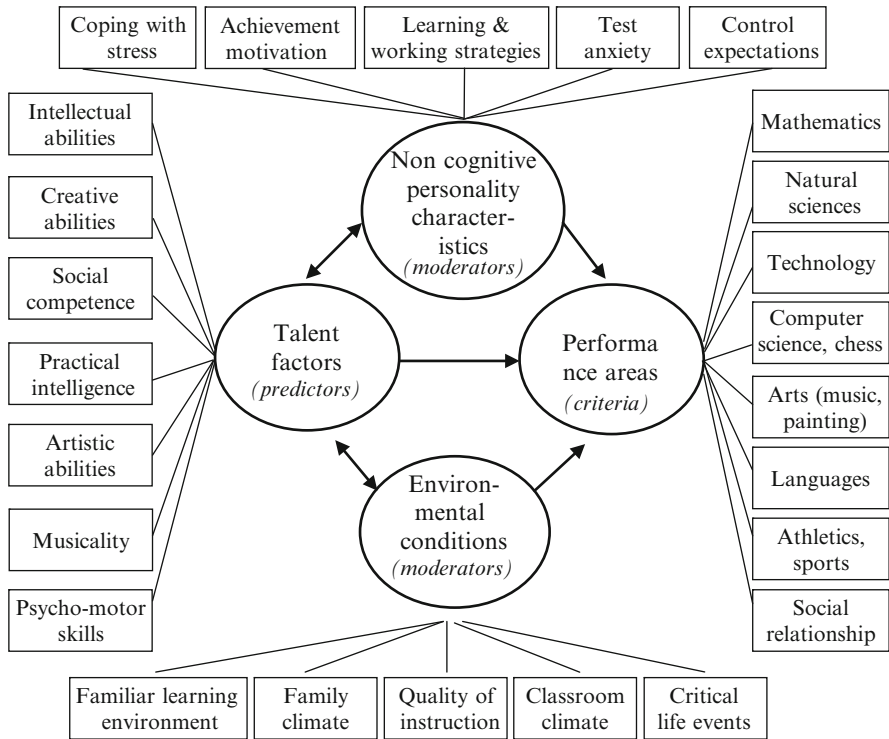 Coping with
stress
Achievement
motivation
Learning &
working strategies
Test
anxiety
Control
expectations
Intellectual
abilities
Creative
abilities
Social
competence
Practical
intelligence
Artistic
abilities
Musicality
Psycho-motor
skills
Non cognitive
personality
character-
istics
(moderators)
Talent
factors
(predictors)
Performa
nce areas
(criteria)
Environ-
mental
conditions
(moderators)
Mathematics
Natural
sciences
Technology
Computer
science, chess
Arts (music,
painting)
Languages
Athletics,
sports
Social
relationship
Familiar learning
environment
Family
climate
Quality of
instruction
Classroom
climate
Critical
life events